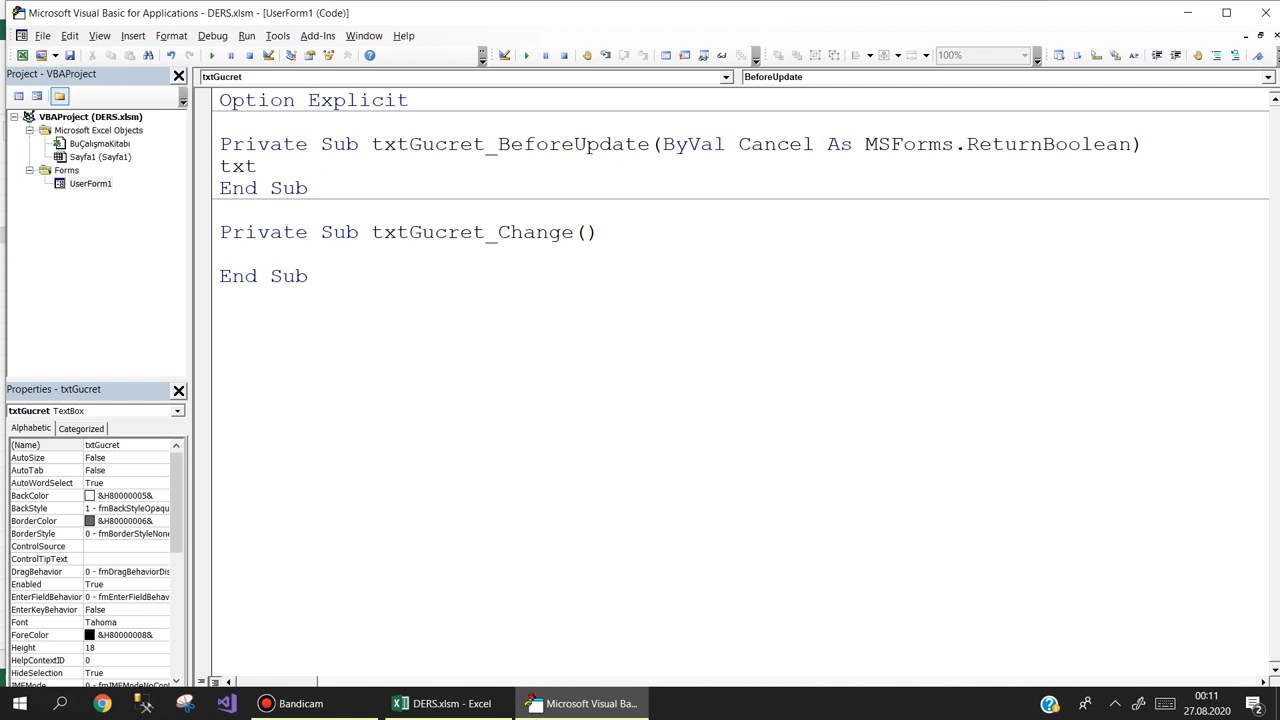 Microsoft Visual Basic for Applications - DERS.xlsm - [UserForm1 (Code)]
File Edit View Insert Format Debug Run Tools Add-Ins Window Help
100%
Project - VBAProject
txtGucret
BeforeUpdate
VBAProject (DERS.xlsm)
Microsoft Excel Objects
BuÇalışmaKitabı
Sayfa1 (Sayfa1)
Forms
UserForm1
Option Explicit
Private Sub txtGucret_BeforeUpdate(ByVal Cancel As MSForms.ReturnBoolean)
txt
End Sub
Private Sub txtGucret_Change()
End Sub
Properties - txtGucret
txtGucret TextBox
Alphabetic Categorized
(Name) txtGucret
AutoSize False
AutoTab False
AutoWordSelect True
BackColor &H80000005&
BackStyle 1 - fmBackStyleOpaqu
BorderColor &H80000006&
BorderStyle 0 - fmBorderStyleNone
ControlSource
ControlTipText
DragBehavior 0 - fmDragBehaviorDis
Enabled True
EnterFieldBehavior 0 - fmEnterFieldBehav
EnterKeyBehavior False
Font Tahoma
ForeColor &H80000008&
Height 18
HelpContextID 0
HideSelection True
Bandicam
DERS.xlsm - Excel
Microsoft Visual Ba...
00:11
27.08.2020
2